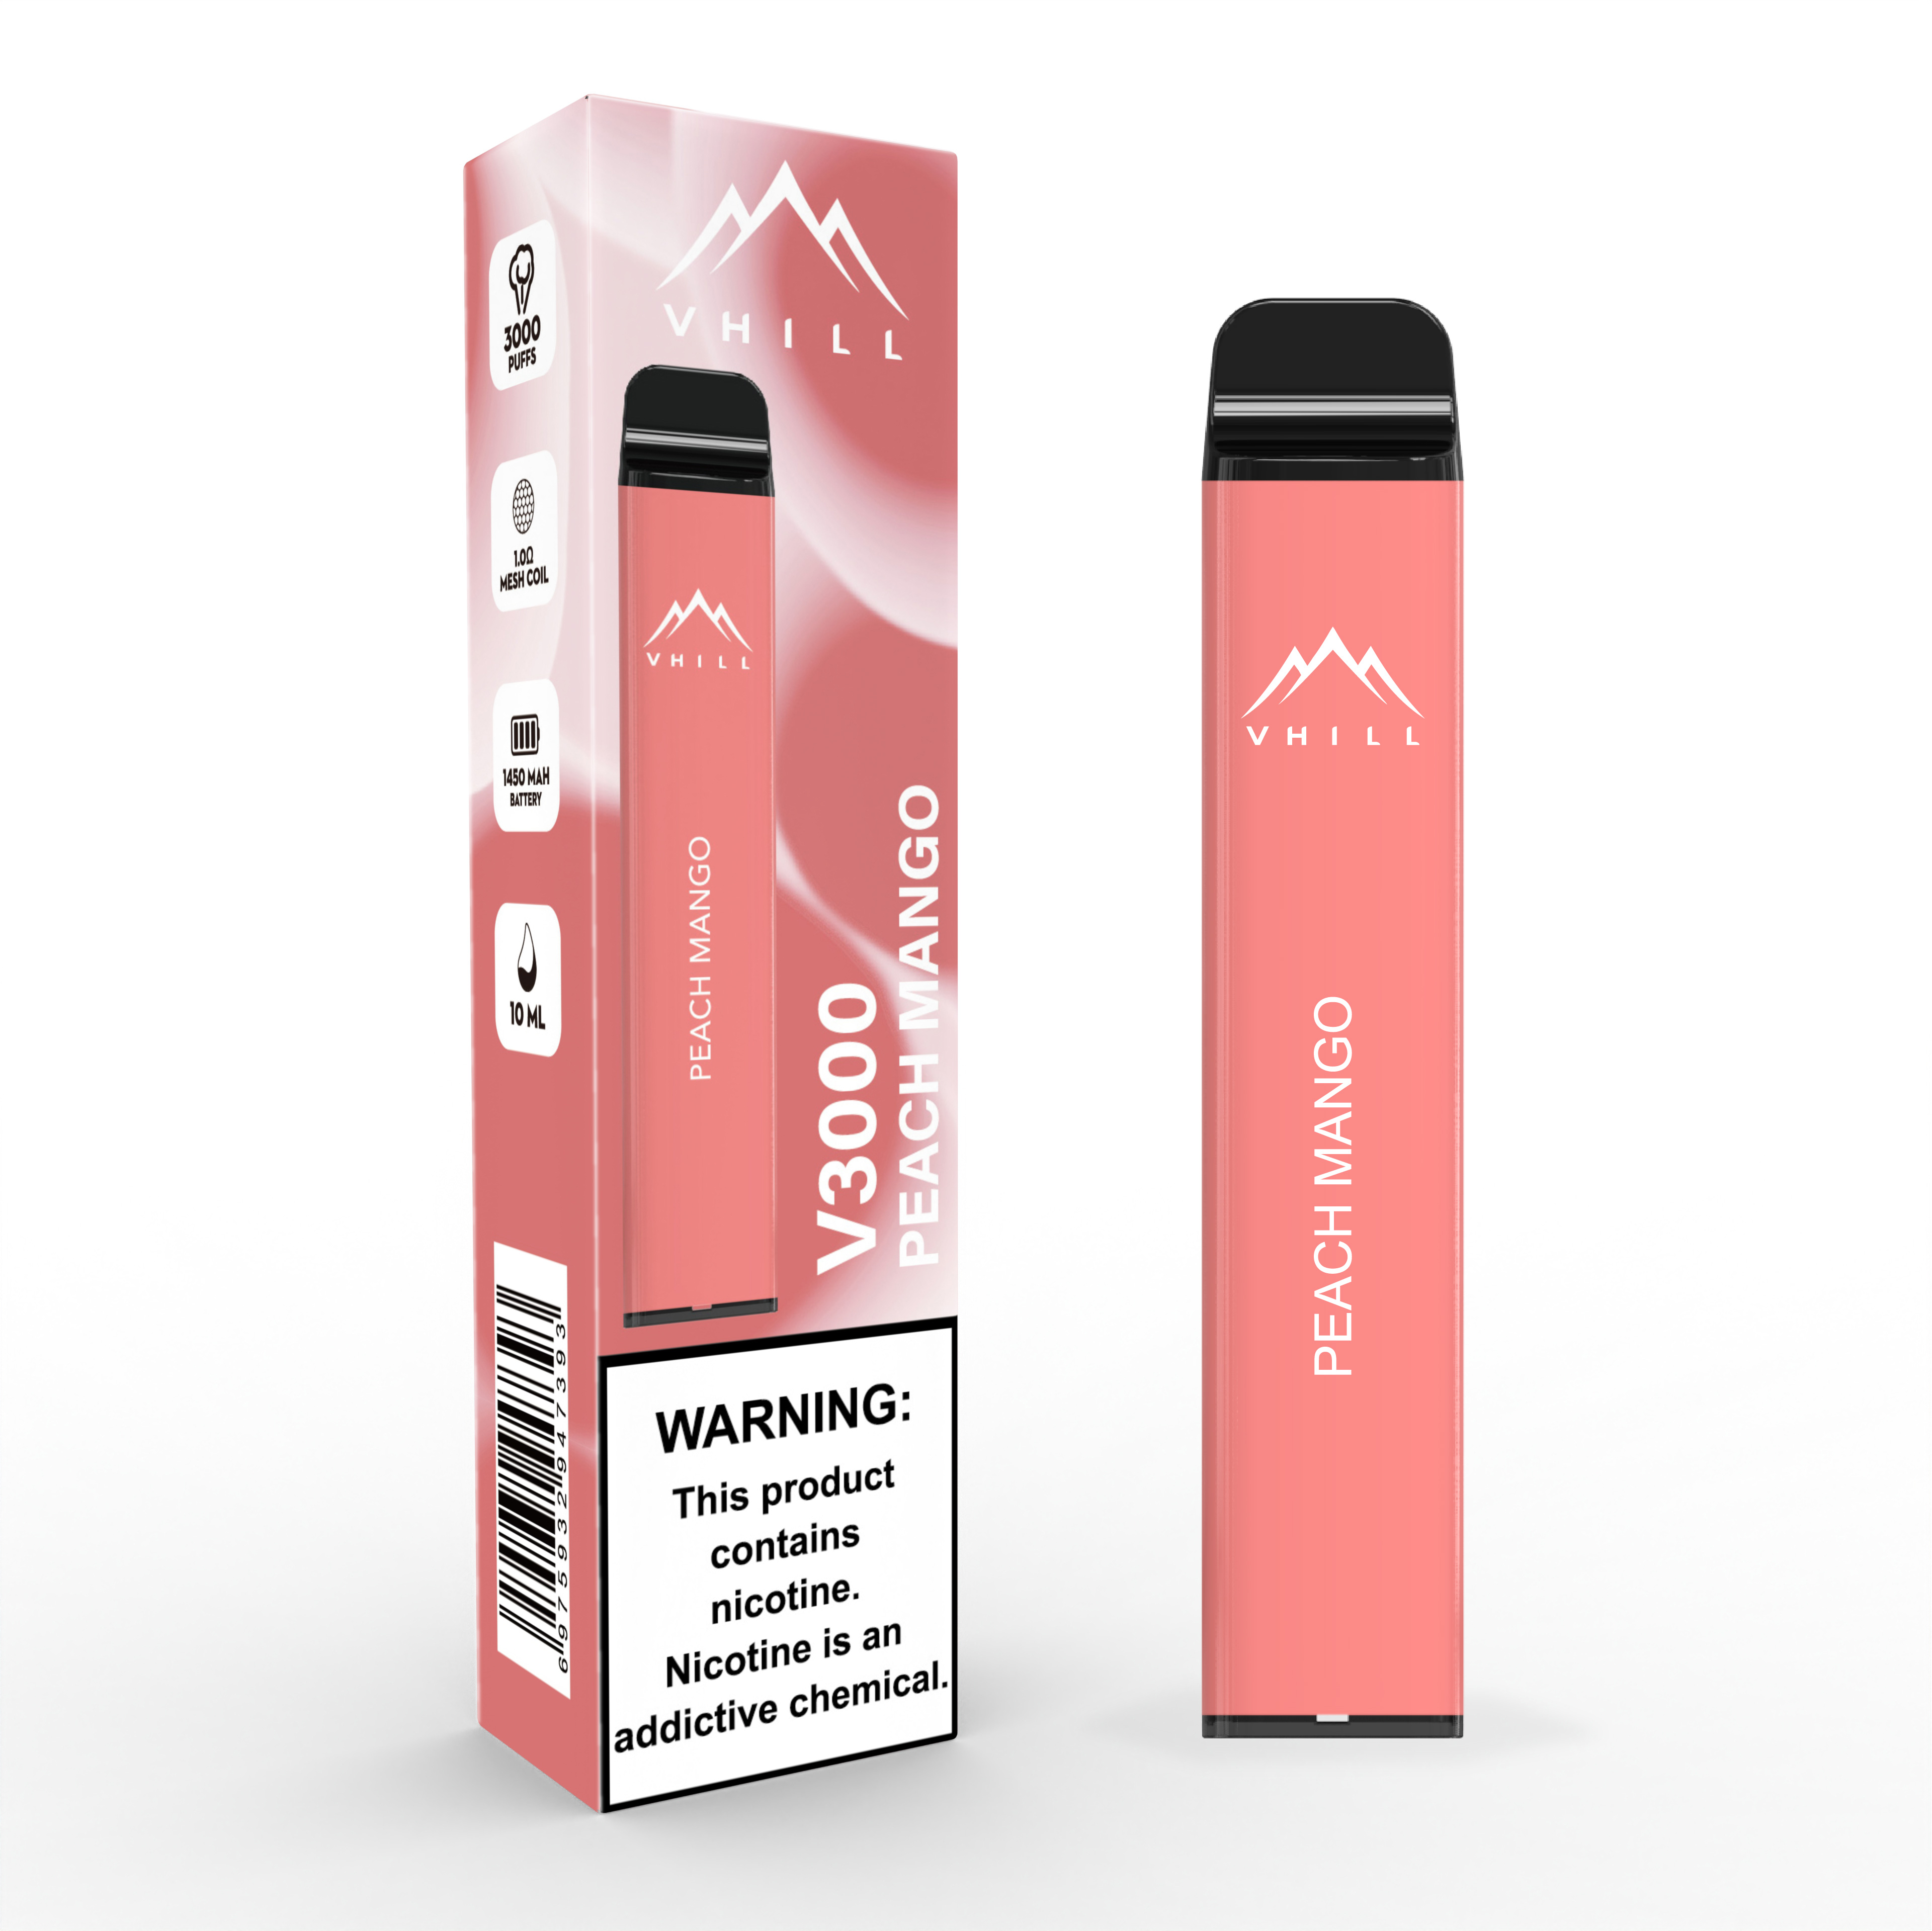 3000
PUFFS
1.0Ω
MESH COIL
1450 MAH
BATTERY
10 ML
6975932947393
VHILL
VHILL
PEACH MANGO
V3000
PEACH MANGO
WARNING:
This product
contains
nicotine.
Nicotine is an
addictive chemical.
VHILL
PEACH MANGO